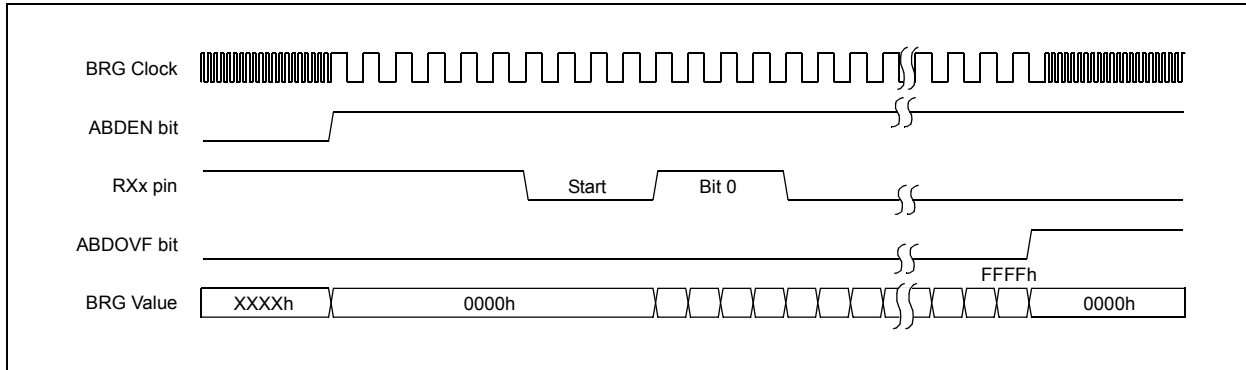 BRG Clock
ABDEN bit
RXx pin
Start
Bit 0
ABDOVF bit
FFFFh
BRG Value
XXXXh
0000h
0000h